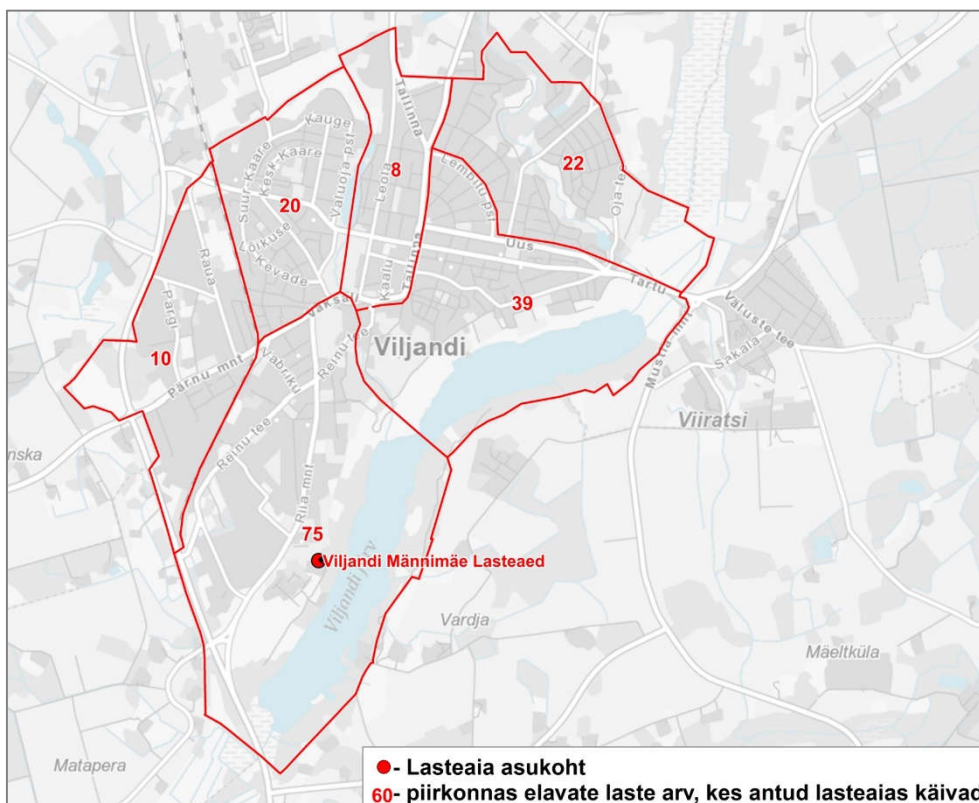 Tallinna
Kauge
Kesk-Kaare
Suur-Kaare
Valuoja pst
8
Leola
Lembitu pst
22
Oja tee
20
Lõikuse
Kevade
Uus
Raua
Kaalu
Tallinna
Tartu
Pärgi
Vaksali
39
Viljandi
Valuste tee
Sakala
Mustla mnt
10
Pärnu mnt
Vabriku
Reinu tee
Viiratsi
Reinu tee
nska
Riia mnt
75
Viljandi Männimäe Lasteaed
Viljandi järv
Vardja
Mäeltküla
Matapera
- Lasteaia asukoht
60- piirkonnas elavate laste arv, kes antud lasteaias käivad